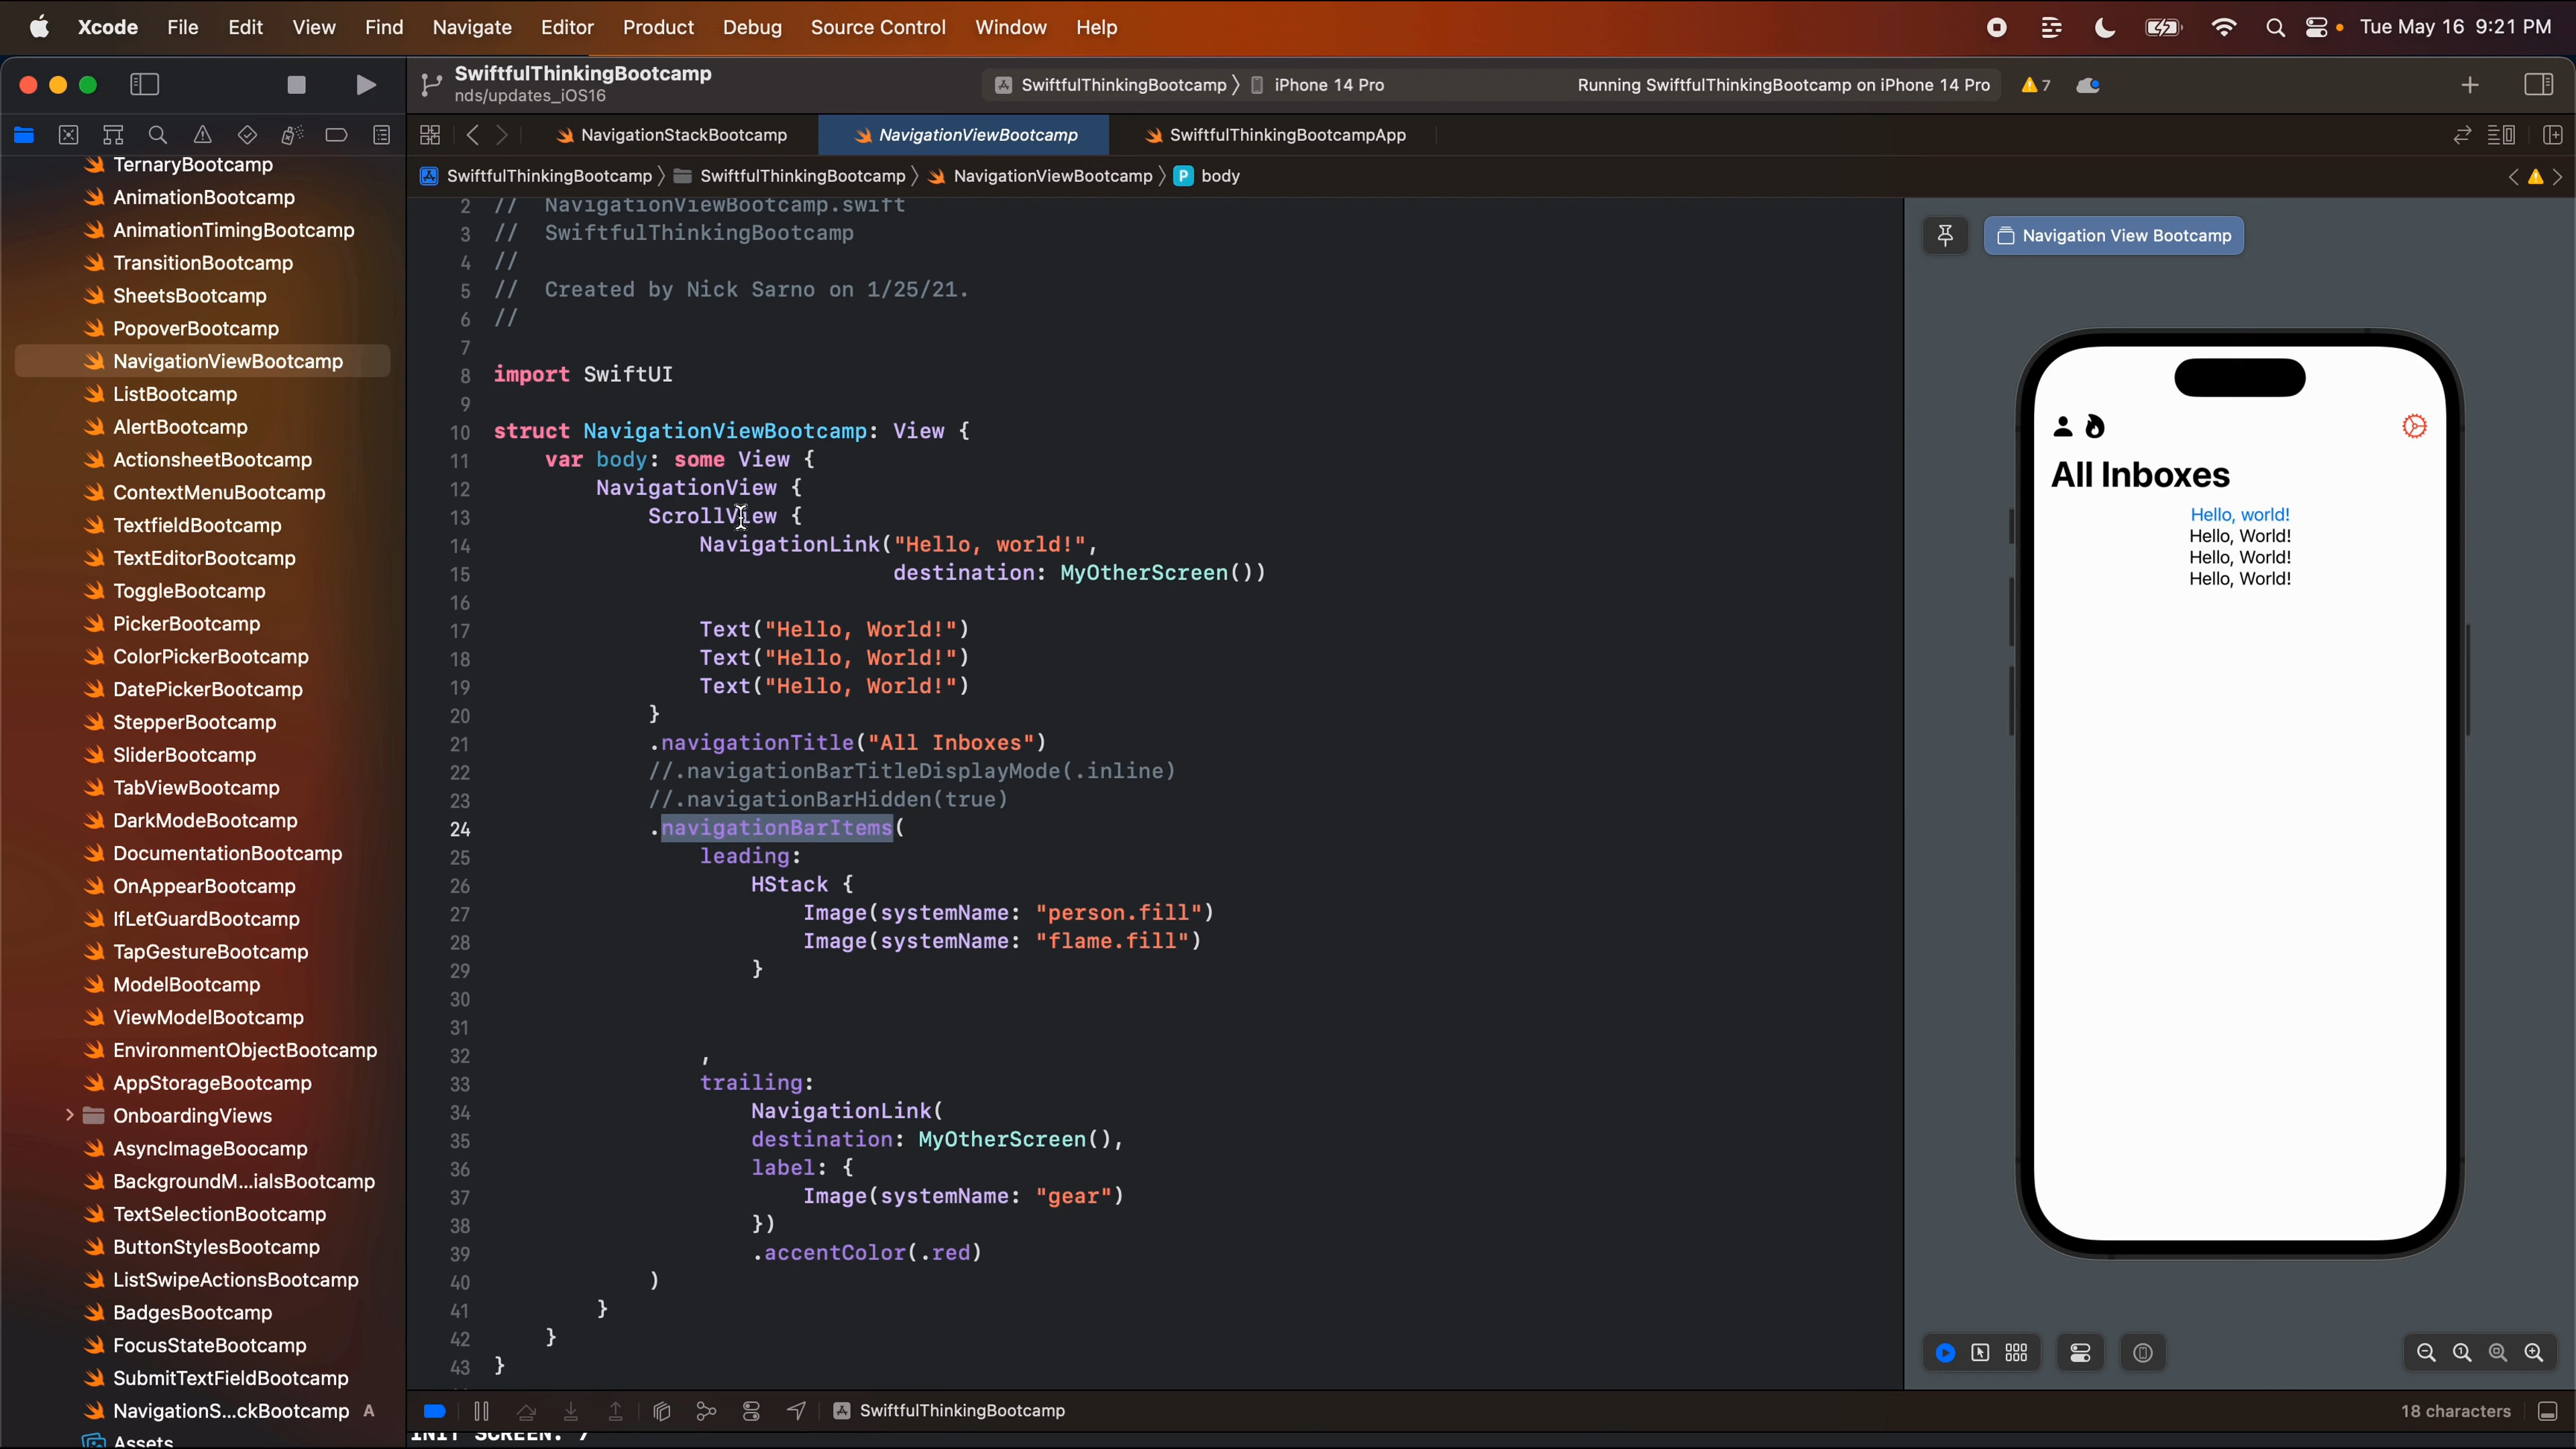 Xcode File Edit View Find Navigate Editor Product Debug Source Control Window Help Tue May 16 9:21 PM
SwiftfulThinkingBootcamp
nds/updates_iOS16
SwiftfulThinkingBootcamp iPhone 14 Pro Running SwiftfulThinkingBootcamp on iPhone 14 Pro 7
NavigationStackBootcamp NavigationViewBootcamp SwiftfulThinkingBootcampApp
SwiftfulThinkingBootcamp SwiftfulThinkingBootcamp NavigationViewBootcamp P body
TernaryBootcamp
AnimationBootcamp
AnimationTimingBootcamp
TransitionBootcamp
SheetsBootcamp
PopoverBootcamp
NavigationViewBootcamp
ListBootcamp
AlertBootcamp
ActionsheetBootcamp
ContextMenuBootcamp
TextfieldBootcamp
TextEditorBootcamp
ToggleBootcamp
PickerBootcamp
ColorPickerBootcamp
DatePickerBootcamp
StepperBootcamp
SliderBootcamp
TabViewBootcamp
DarkModeBootcamp
DocumentationBootcamp
OnAppearBootcamp
IfLetGuardBootcamp
TapGestureBootcamp
ModelBootcamp
ViewModelBootcamp
EnvironmentObjectBootcamp
AppStorageBootcamp
OnboardingViews
AsyncImageBoocamp
BackgroundM...ialsBootcamp
TextSelectionBootcamp
ButtonStylesBootcamp
ListSwipeActionsBootcamp
BadgesBootcamp
FocusStateBootcamp
SubmitTextFieldBootcamp
NavigationS...ckBootcamp A
Assets
2 // NavigationViewBootcamp.swift
3 // SwiftfulThinkingBootcamp
4 //
5 // Created by Nick Sarno on 1/25/21.
6 //
7
8 import SwiftUI
9
10 struct NavigationViewBootcamp: View {
11 var body: some View {
12 NavigationView {
13 ScrollView {
14 NavigationLink("Hello, world!",
15 destination: MyOtherScreen())
16
17 Text("Hello, World!")
18 Text("Hello, World!")
19 Text("Hello, World!")
20 }
21 .navigationTitle("All Inboxes")
22 //.navigationBarTitleDisplayMode(.inline)
23 //.navigationBarHidden(true)
24 .navigationBarItems(
25 leading:
26 HStack {
27 Image(systemName: "person.fill")
28 Image(systemName: "flame.fill")
29 }
30
31
32 ,
33 trailing:
34 NavigationLink(
35 destination: MyOtherScreen(),
36 label: {
37 Image(systemName: "gear")
38 })
39 .accentColor(.red)
40 )
41 }
42 }
43 }
Navigation View Bootcamp
All Inboxes
Hello, world!
Hello, World!
Hello, World!
Hello, World!
SwiftfulThinkingBootcamp 18 characters
INIT SCREEN: 7